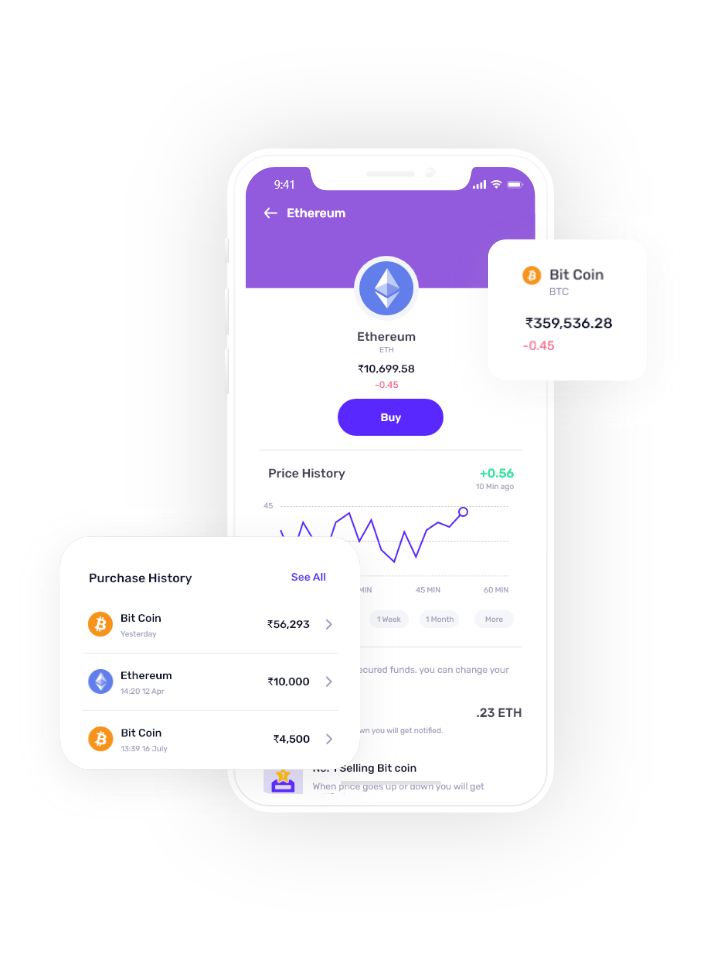 9:41
Ethereum
Ethereum
ETH
₹10,699.58
-0.45
Buy
Bit Coin
BTC
₹359,536.28
-0.45
Price History
+0.56
10 Min ago
45
MIN
45 MIN
60 MIN
1 Week
1 Month
More
Purchase History
See All
Bit Coin
Yesterday
₹56,293
Ethereum
14:20 12 Apr
₹10,000
Bit Coin
13:39 16 July
₹4,500
ecured funds. you can change your
.23 ETH
wn you will get notified.
No. 1 Selling Bit coin
When price goes up or down you will get